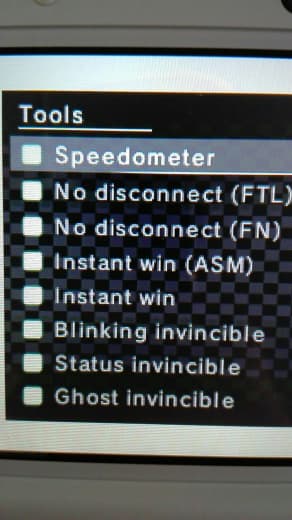 Tools
Speedometer
No disconnect (FTL)
No disconnect (FN)
Instant win (ASM)
Instant win
Blinking invincible
Status invincible
Ghost invincible